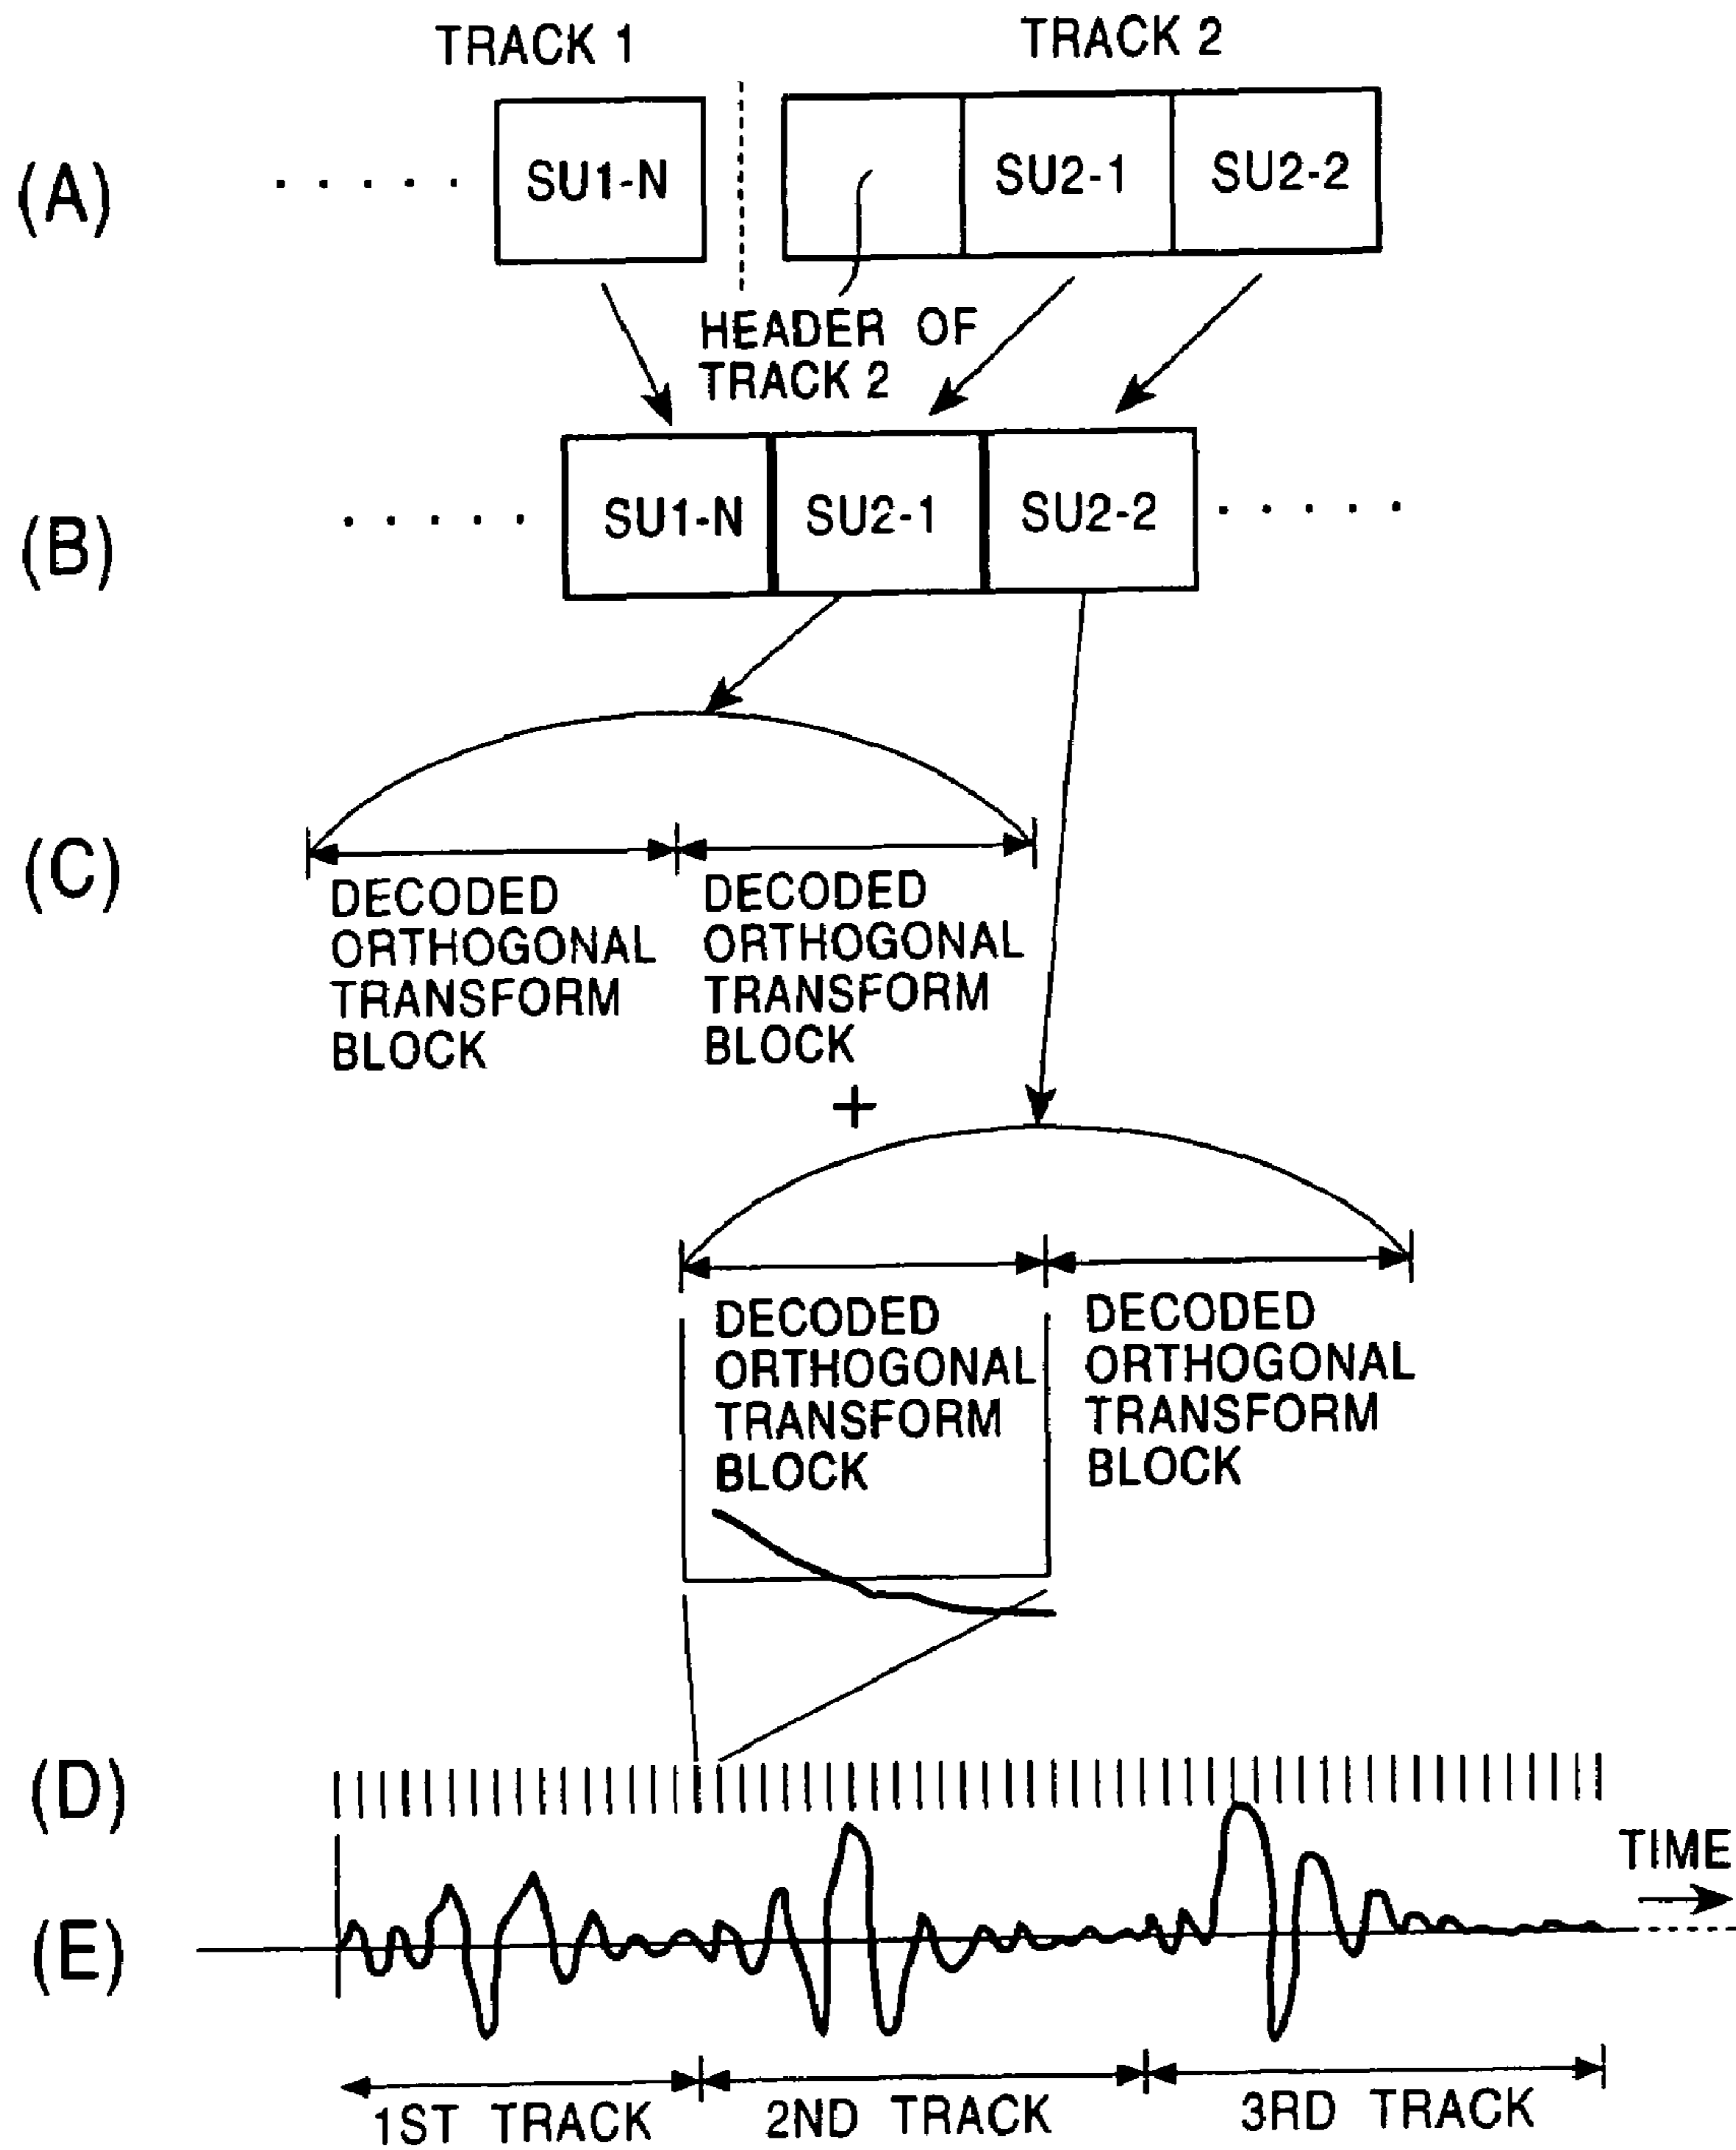 TRACK 1
TRACK 2
(A)
SU1-N
SU2-1
SU2-2
HEADER OF
TRACK 2
(B)
SU1-N
SU2-1
SU2-2
(C)
DECODED
ORTHOGONAL
TRANSFORM
BLOCK
DECODED
ORTHOGONAL
TRANSFORM
BLOCK
+
DECODED
ORTHOGONAL
TRANSFORM
BLOCK
DECODED
ORTHOGONAL
TRANSFORM
BLOCK
(D)
TIME
(E)
1ST TRACK
2ND TRACK
3RD TRACK